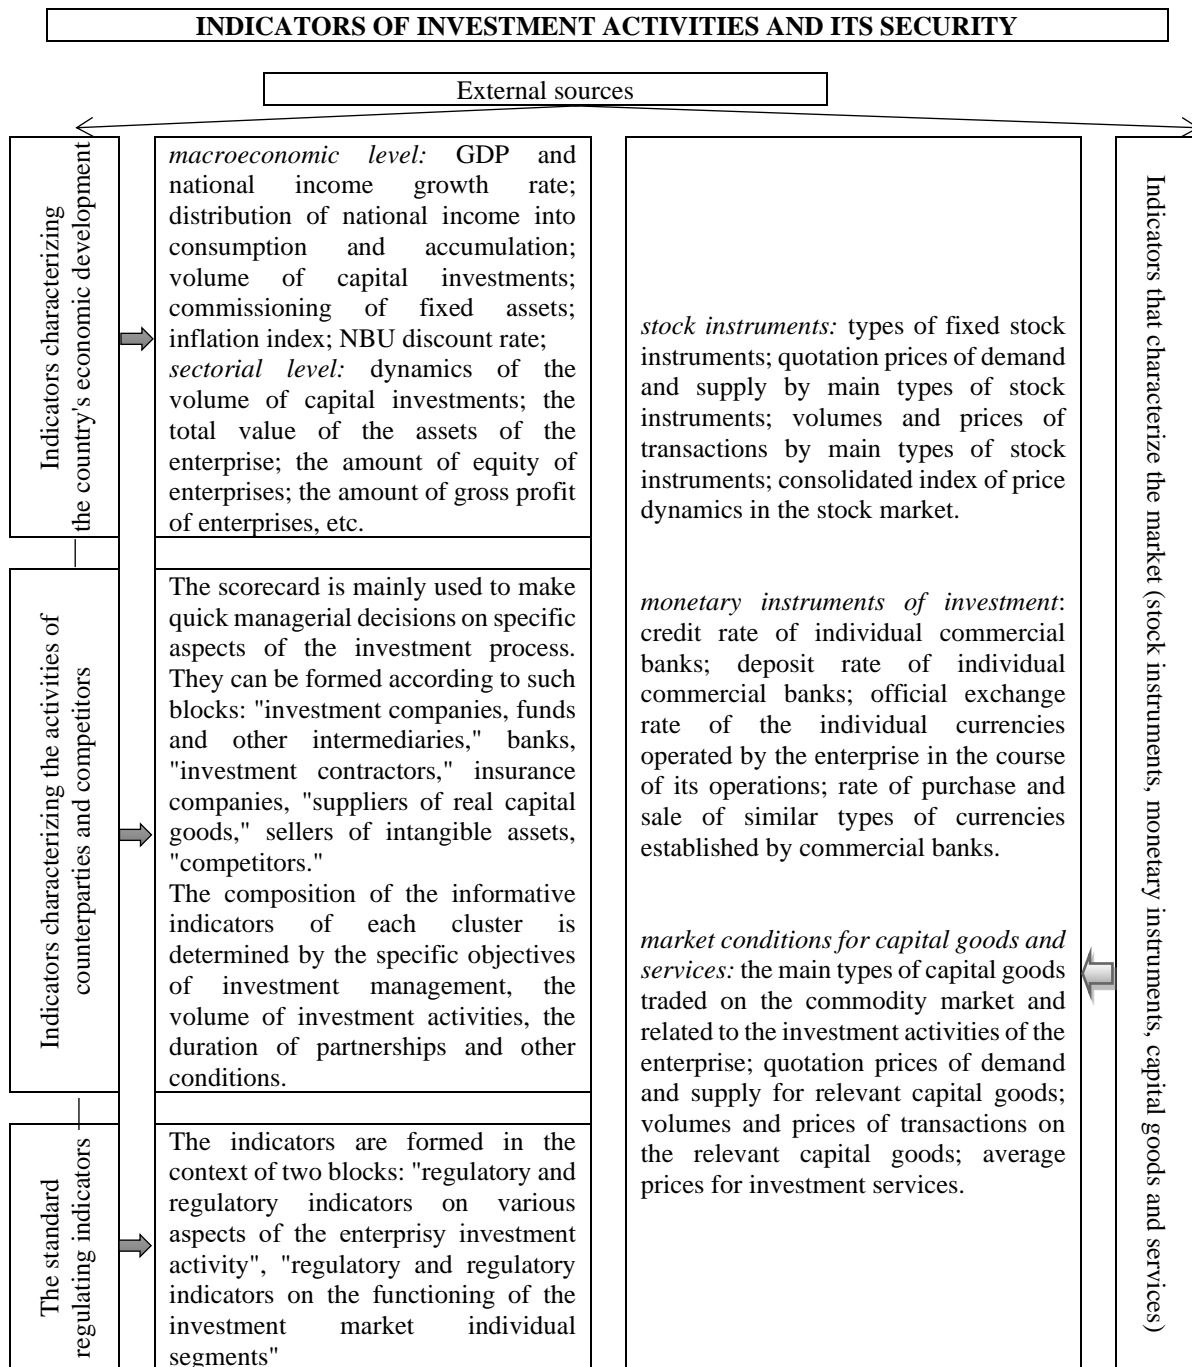 INDICATORS OF INVESTMENT ACTIVITIES AND ITS SECURITY
External sources
Indicators characterizing
the country's economic development
macroeconomic level: GDP and
national income growth rate;
distribution of national income into
consumption and accumulation;
volume of capital investments;
commissioning of fixed assets;
inflation index; NBU discount rate;
sectorial level: dynamics of the
volume of capital investments; the
total value of the assets of the
enterprise; the amount of equity of
enterprises; the amount of gross profit
of enterprises, etc.
Indicators characterizing the activities of
counterparties and competitors
The scorecard is mainly used to make
quick managerial decisions on specific
aspects of the investment process.
They can be formed according to such
blocks: "investment companies, funds
and other intermediaries," banks,
"investment contractors," insurance
companies, "suppliers of real capital
goods," sellers of intangible assets,
"competitors."
The composition of the informative
indicators of each cluster is
determined by the specific objectives
of investment management, the
volume of investment activities, the
duration of partnerships and other
conditions.
The standard
regulating indicators
The indicators are formed in the
context of two blocks: "regulatory and
regulatory indicators on various
aspects of the enterprisy investment
activity", "regulatory and regulatory
indicators on the functioning of the
investment market individual
segments"
stock instruments: types of fixed stock
instruments; quotation prices of demand
and supply by main types of stock
instruments; volumes and prices of
transactions by main types of stock
instruments; consolidated index of price
dynamics in the stock market.
monetary instruments of investment:
credit rate of individual commercial
banks; deposit rate of individual
commercial banks; official exchange
rate of the individual currencies
operated by the enterprise in the course
of its operations; rate of purchase and
sale of similar types of currencies
established by commercial banks.
market conditions for capital goods and
services: the main types of capital goods
traded on the commodity market and
related to the investment activities of the
enterprise; quotation prices of demand
and supply for relevant capital goods;
volumes and prices of transactions on
the relevant capital goods; average
prices for investment services.
Indicators that characterize the market (stock instruments, monetary instruments, capital goods and services)